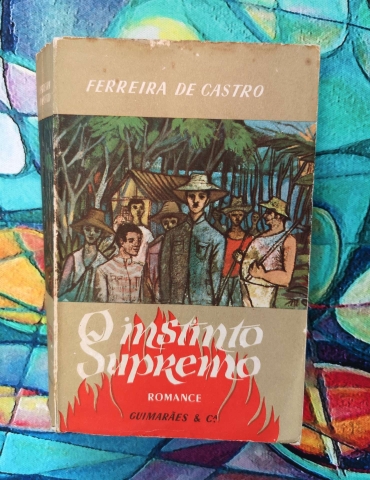 FERREIRA DE CASTRO
O instinto
Supremo
ROMANCE
GUIMARÃES & C.ª